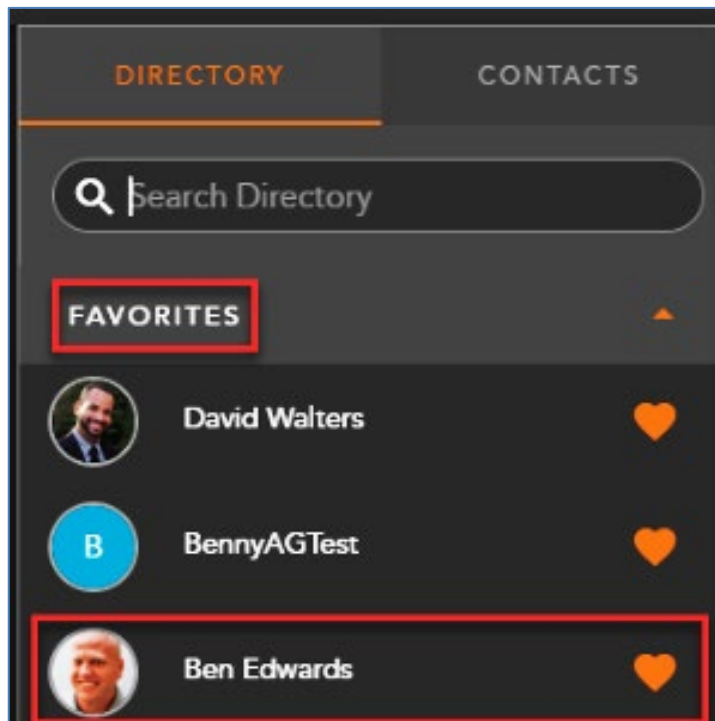 DIRECTORY CONTACTS
Search Directory
FAVORITES
David Walters
B BennyAGTest
Ben Edwards